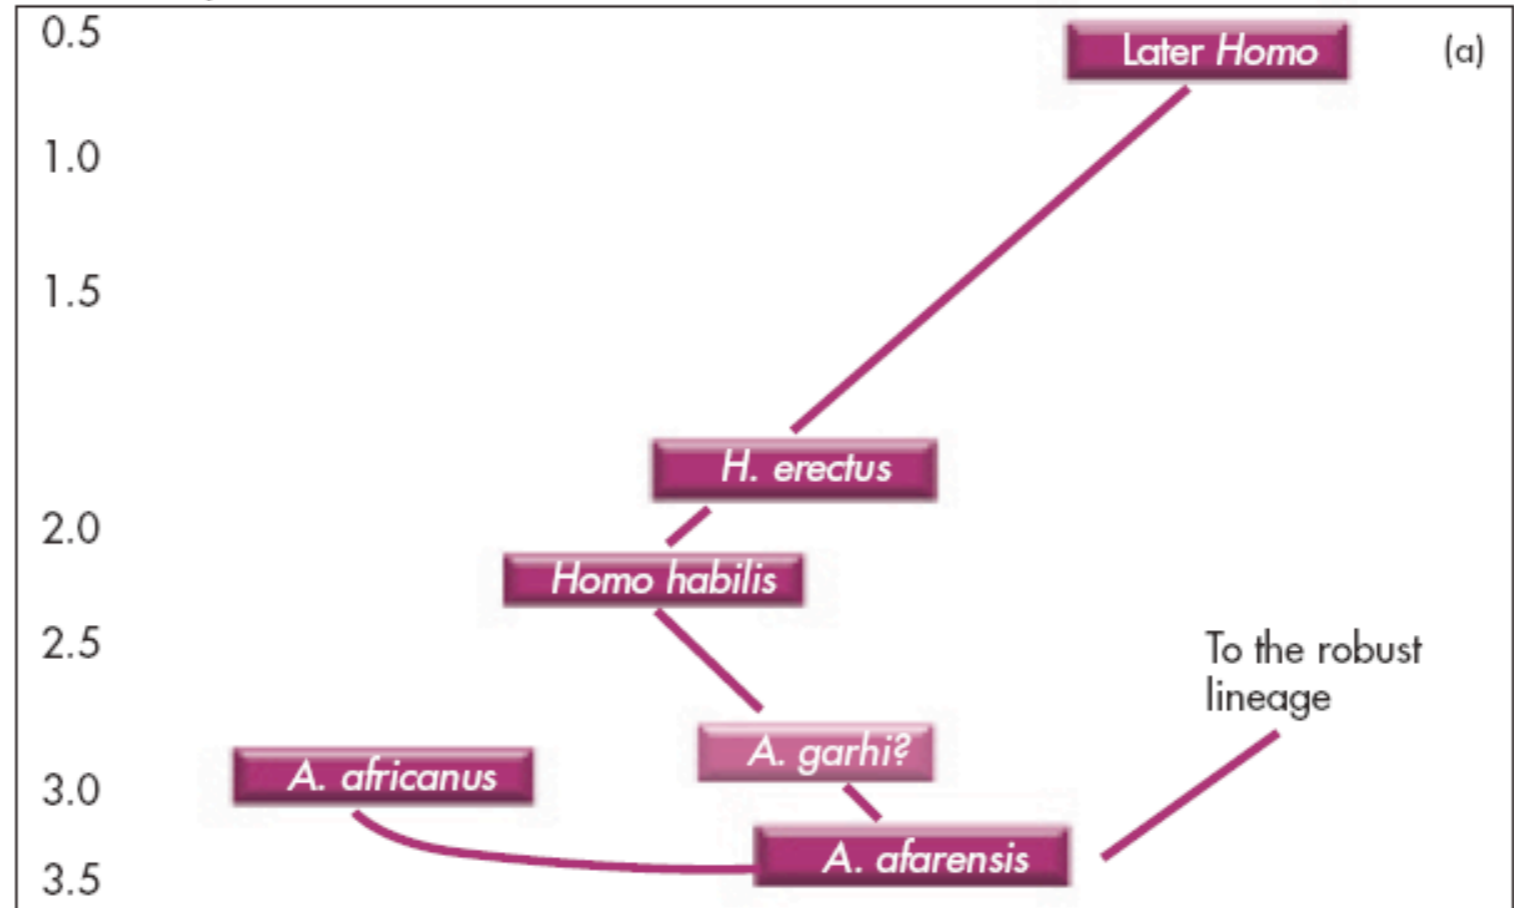 0.5
Later Homo
(a)
1.0
1.5
H. erectus
2.0
Homo habilis
2.5
To the robust
lineage
A. garhi?
A. africanus
3.0
A. afarensis
3.5